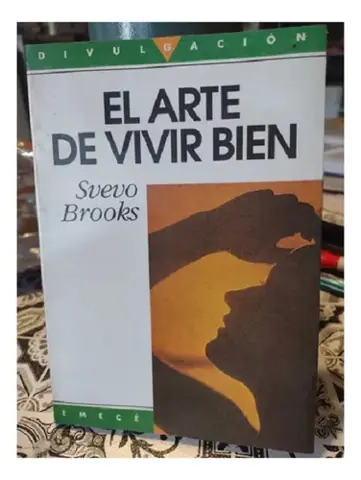 DIVULGACIÓN
EL ARTE
DE VIVIR BIEN
Svevo
Brooks
EMECÉ